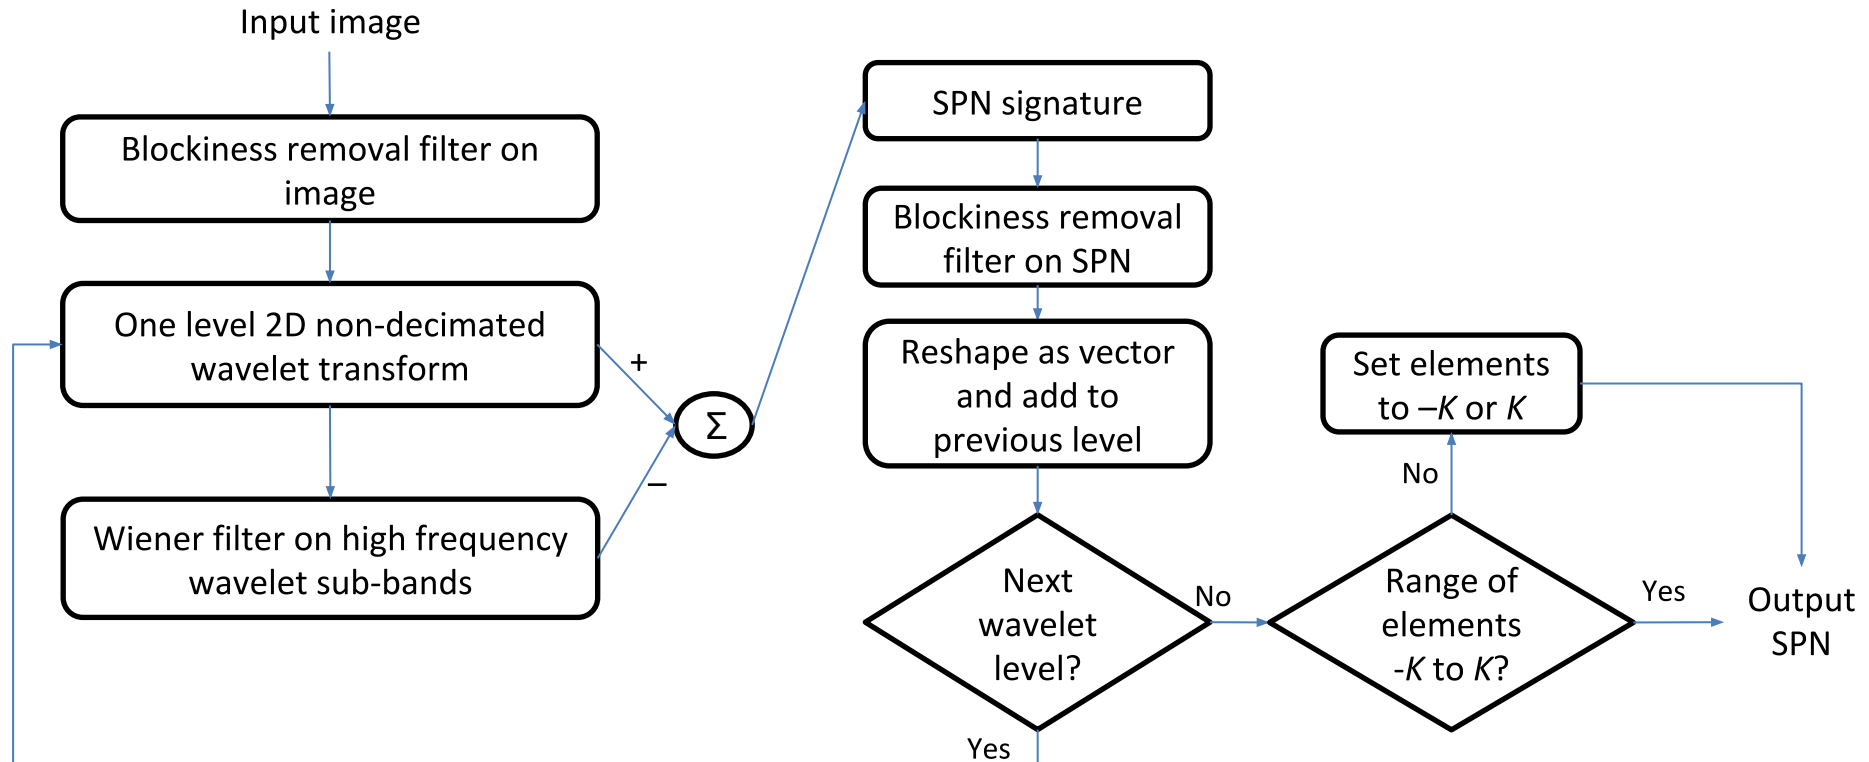 Input image
Blockiness removal filter on
image
One level 2D non-decimated
wavelet transform
Wiener filter on high frequency
wavelet sub-bands
+
–
Σ
SPN signature
Blockiness removal
filter on SPN
Reshape as vector
and add to
previous level
Next
wavelet
level?
Yes
No
Range of
elements
-K to K?
No
Set elements
to –K or K
Yes
Output
SPN